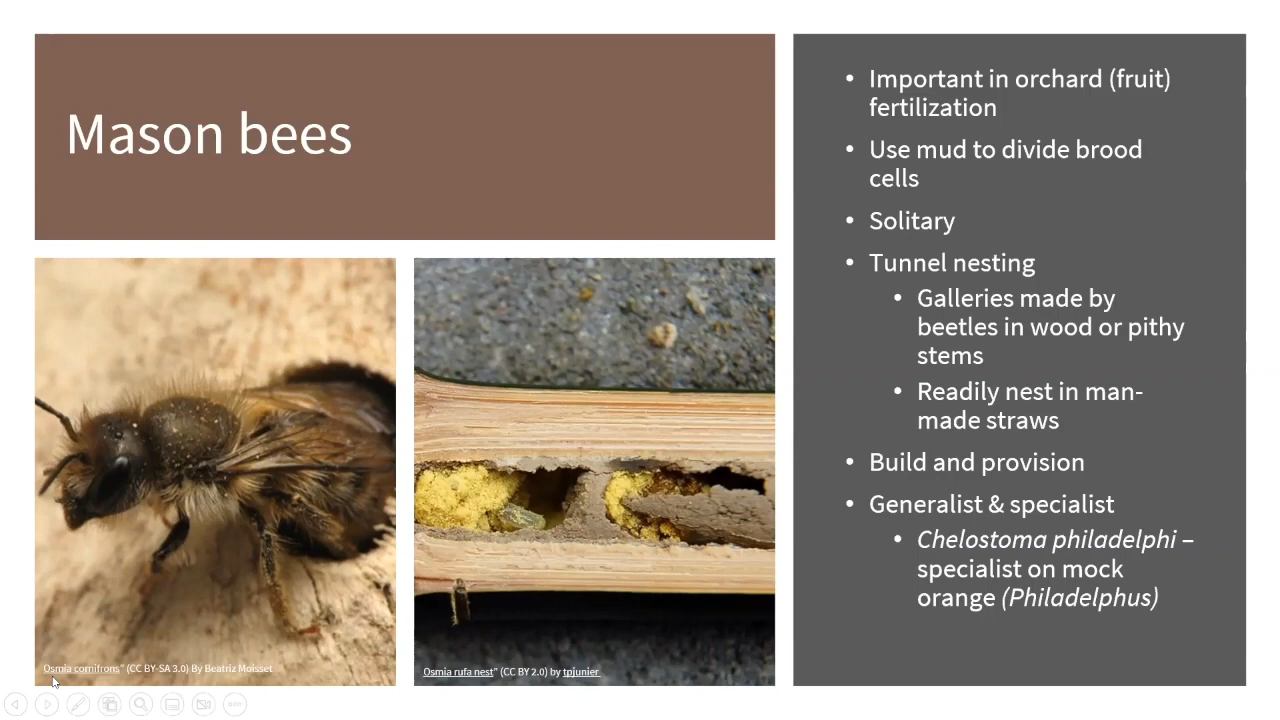 Mason bees
Osmia cornifrons" (CC BY-SA 3.0) By Beatriz Moisset
Osmia rufa nest" (CC BY 2.0) by tpjunier
• Important in orchard (fruit)
fertilization
• Use mud to divide brood
cells
• Solitary
• Tunnel nesting
• Galleries made by
beetles in wood or pithy
stems
• Readily nest in man-
made straws
• Build and provision
• Generalist & specialist
• Chelostoma philadelphi –
specialist on mock
orange (Philadelphus)